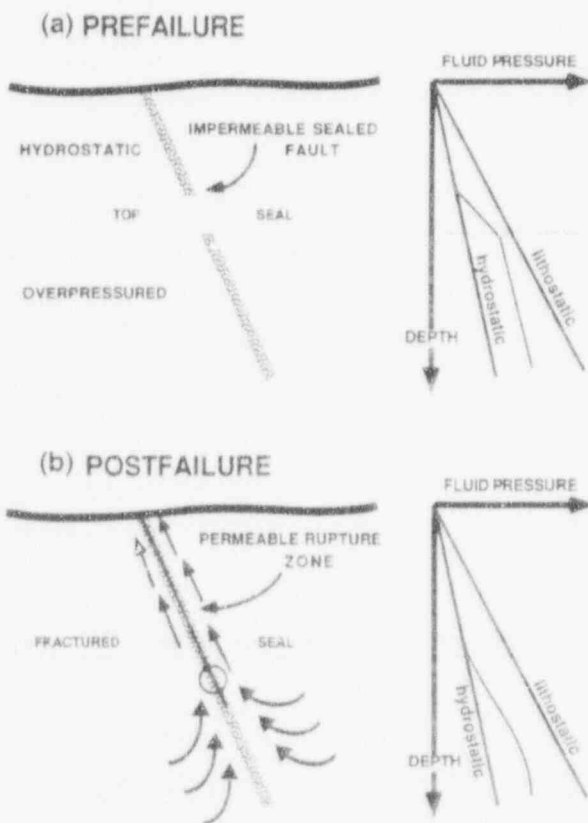 (a) PREFAILURE
FLUID PRESSURE
HYDROSTATIC
IMPERMEABLE SEALED
FAULT
TOP SEAL
OVERPRESSURED
hydrostatic
lithostatic
DEPTH
(b) POSTFAILURE
FLUID PRESSURE
PERMEABLE RUPTURE
ZONE
FRACTURED SEAL
hydrostatic
lithostatic
DEPTH